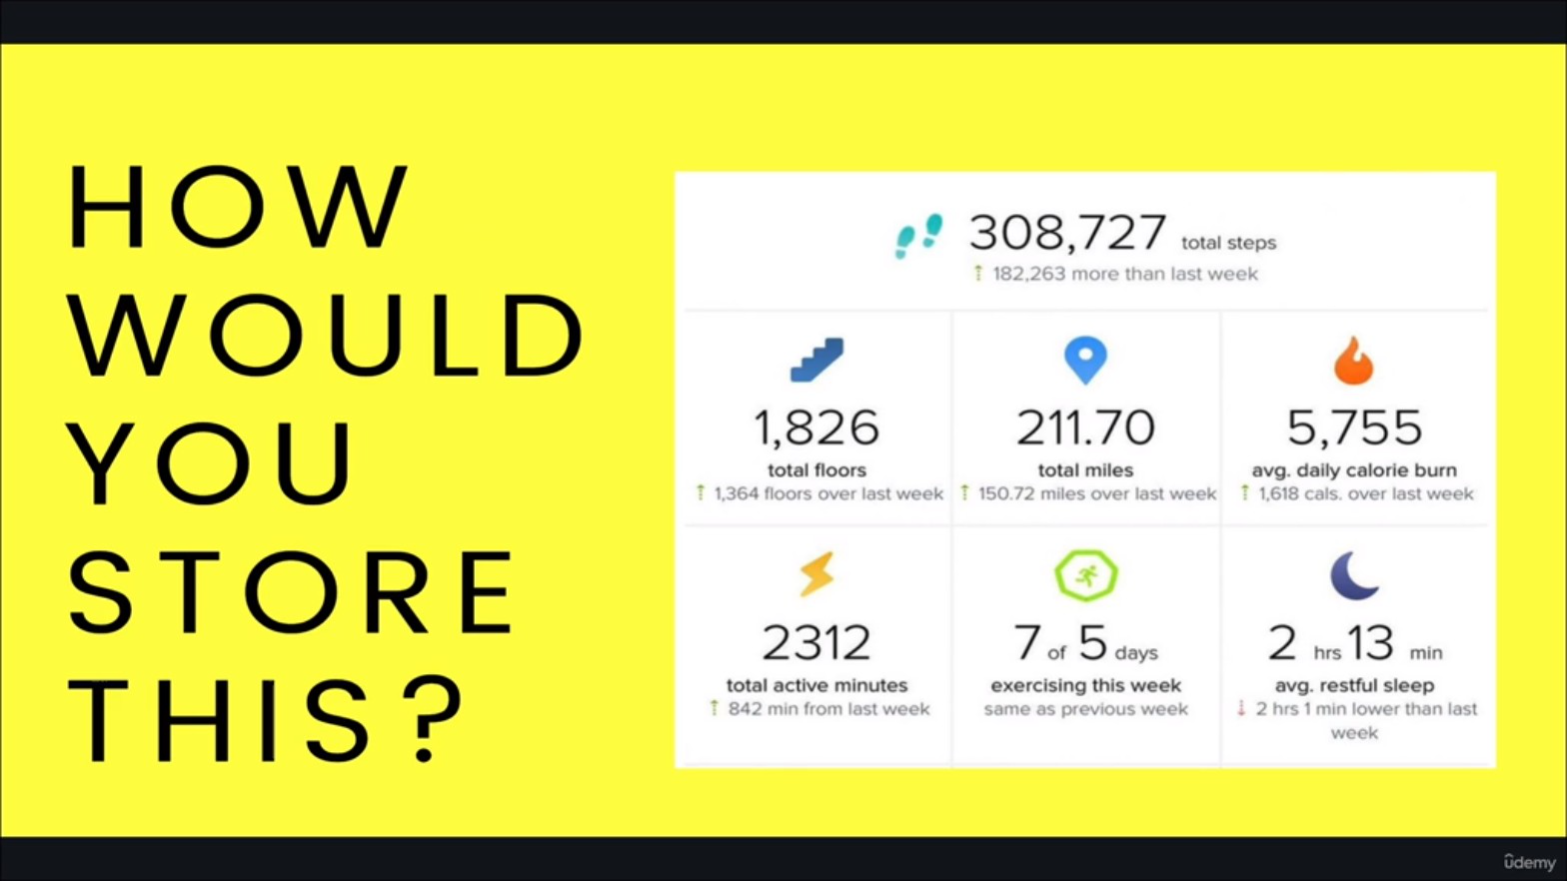 HOW
WOULD
YOU
STORE
THIS?
308,727 total steps
↑ 182,263 more than last week
1,826
total floors
↑ 1,364 floors over last week
211.70
total miles
↑ 150.72 miles over last week
5,755
avg. daily calorie burn
↑ 1,618 cals. over last week
2312
total active minutes
↑ 842 min from last week
7 of 5 days
exercising this week
same as previous week
2 hrs 13 min
avg. restful sleep
↓ 2 hrs 1 min lower than last
week
ûdemy